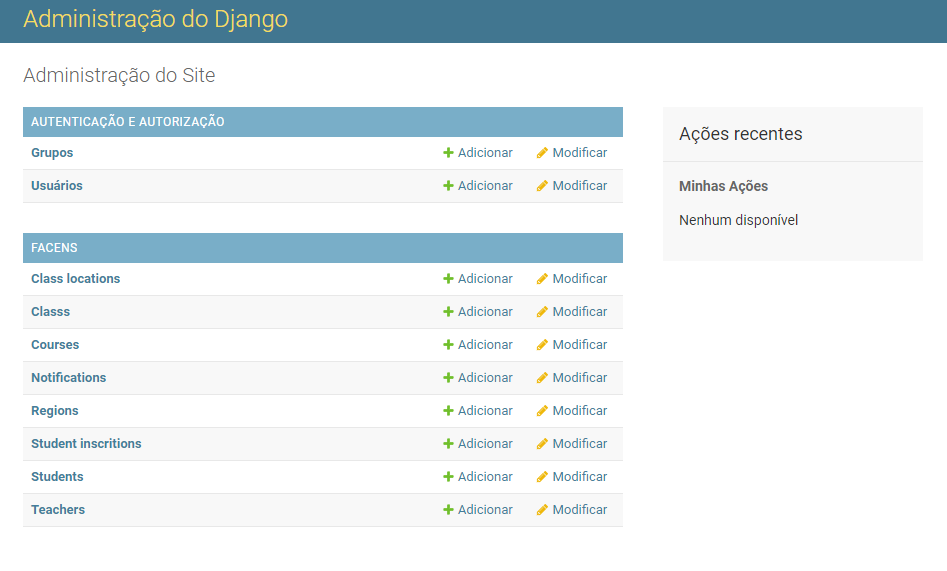 Administração do Django
Administração do Site
AUTENTICAÇÃO E AUTORIZAÇÃO
Grupos Adicionar Modificar
Usuários Adicionar Modificar
FACENS
Class locations Adicionar Modificar
Classs Adicionar Modificar
Courses Adicionar Modificar
Notifications Adicionar Modificar
Regions Adicionar Modificar
Student inscritions Adicionar Modificar
Students Adicionar Modificar
Teachers Adicionar Modificar
Ações recentes
Minhas Ações
Nenhum disponível